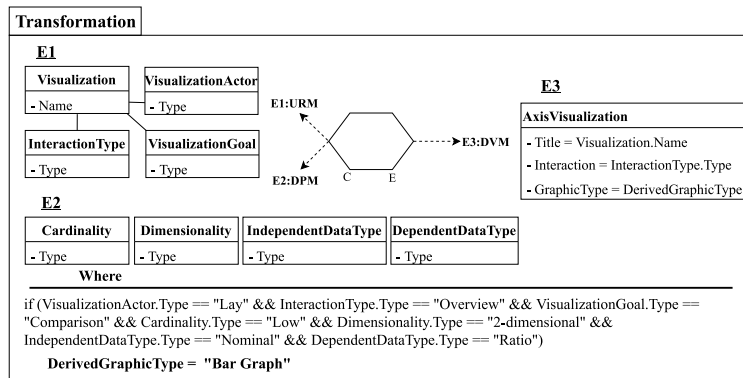 Transformation
E1
Visualization
- Name
VisualizationActor
- Type
InteractionType
- Type
VisualizationGoal
- Type
E1:URM
E2:DPM
C
E
E3:DVM
E3
AxisVisualization
- Title = Visualization.Name
- Interaction = InteractionType.Type
- GraphicType = DerivedGraphicType
E2
Cardinality
- Type
Dimensionality
- Type
IndependentDataType
- Type
DependentDataType
- Type
Where
if (VisualizationActor.Type == "Lay" && InteractionType.Type == "Overview" && VisualizationGoal.Type ==
"Comparison" && Cardinality.Type == "Low" && Dimensionality.Type == "2-dimensional" &&
IndependentDataType.Type == "Nominal" && DependentDataType.Type == "Ratio")
DerivedGraphicType = "Bar Graph"